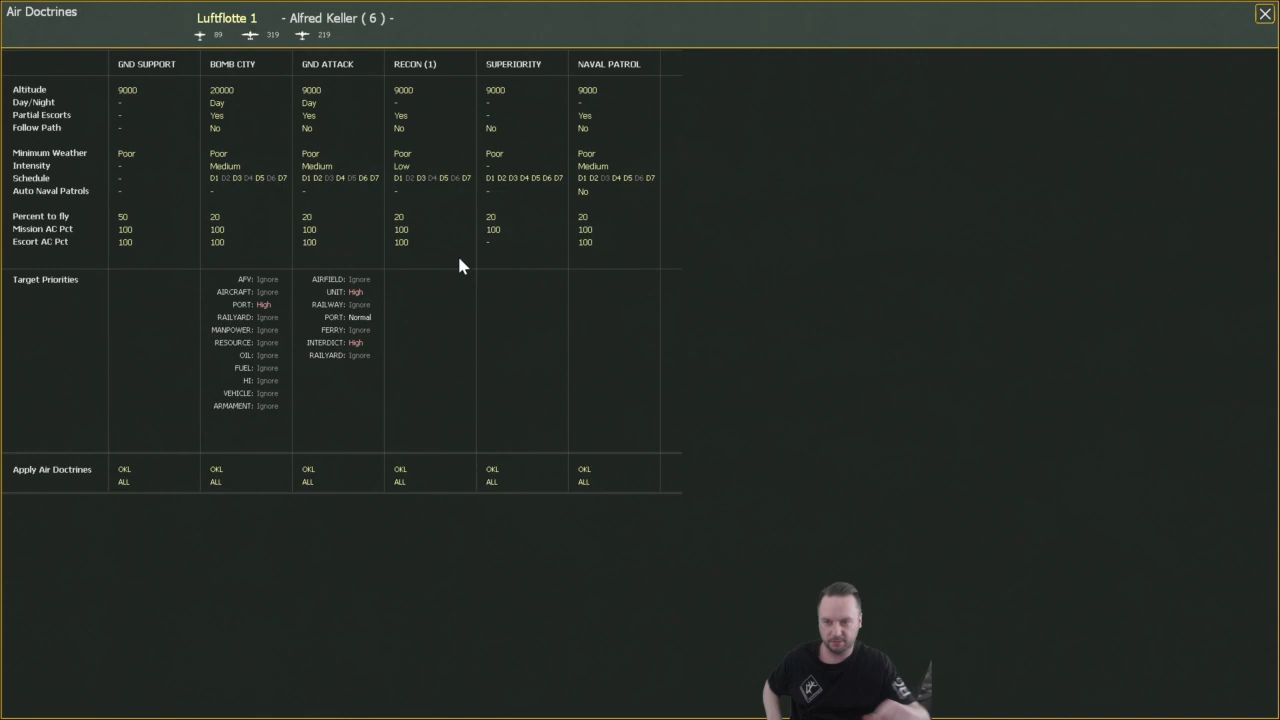 Air Doctrines
Luftflotte 1 - Alfred Keller ( 6 ) -
89 319 219
GND SUPPORT BOMB CITY GND ATTACK RECON (1) SUPERIORITY NAVAL PATROL
Altitude 9000 20000 9000 9000 9000 9000
Day/Night - Day Day - - -
Partial Escorts - Yes Yes Yes - Yes
Follow Path - No No No No No
Minimum Weather Poor Poor Poor Poor Poor Poor
Intensity - Medium Medium Low - Medium
Schedule - D1 D2 D3 D4 D5 D6 D7 D1 D2 D3 D4 D5 D6 D7 D1 D2 D3 D4 D5 D6 D7 D1 D2 D3 D4 D5 D6 D7 D1 D2 D3 D4 D5 D6 D7
Auto Naval Patrols - - - - - No
Percent to fly 50 20 20 20 20 20
Mission AC Pct 100 100 100 100 100 100
Escort AC Pct 100 100 100 100 - 100
Target Priorities AFV: Ignore AIRFIELD: Ignore
AIRCRAFT: Ignore UNIT: High
PORT: High RAILWAY: Ignore
RAILYARD: Ignore PORT: Normal
MANPOWER: Ignore FERRY: Ignore
RESOURCE: Ignore INTERDICT: High
OIL: Ignore RAILYARD: Ignore
FUEL: Ignore
HI: Ignore
VEHICLE: Ignore
ARMAMENT: Ignore
Apply Air Doctrines OKL OKL OKL OKL OKL OKL
ALL ALL ALL ALL ALL ALL